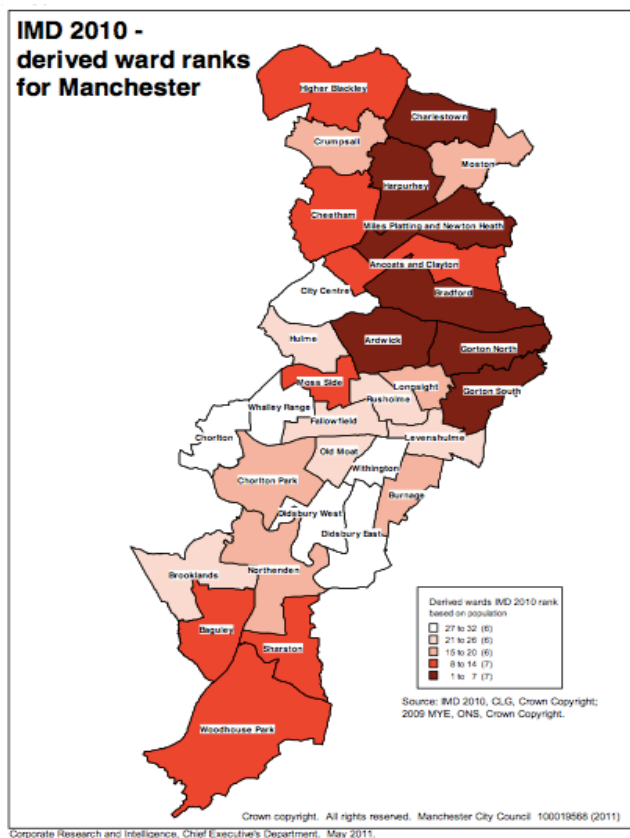 IMD 2010 -
derived ward ranks
for Manchester
Higher Blackley
Charlestown
Crumpsall
Moston
Harpurhey
Cheetham
Miles Platting and Newton Heath
Ancoats and Clayton
City Centre
Bradford
Hulme
Ardwick
Gorton North
Moss Side
Longsight
Gorton South
Rusholme
Whalley Range
Fallowfield
Chorlton
Levenshulme
Old Moat
Withington
Chorlton Park
Burnage
Didsbury West
Didsbury East
Northenden
Brooklands
Baguley
Sharston
Woodhouse Park
Derived wards IMD 2010 rank
based on population
27 to 32 (6)
21 to 26 (6)
15 to 20 (6)
8 to 14 (7)
1 to 7 (7)
Source: IMD 2010, CLG, Crown Copyright;
2009 MYE, ONS, Crown Copyright.
Crown copyright. All rights reserved. Manchester City Council 100019568 (2011)
Corporate Research and Intelligence, Chief Executive's Department, May 2011.